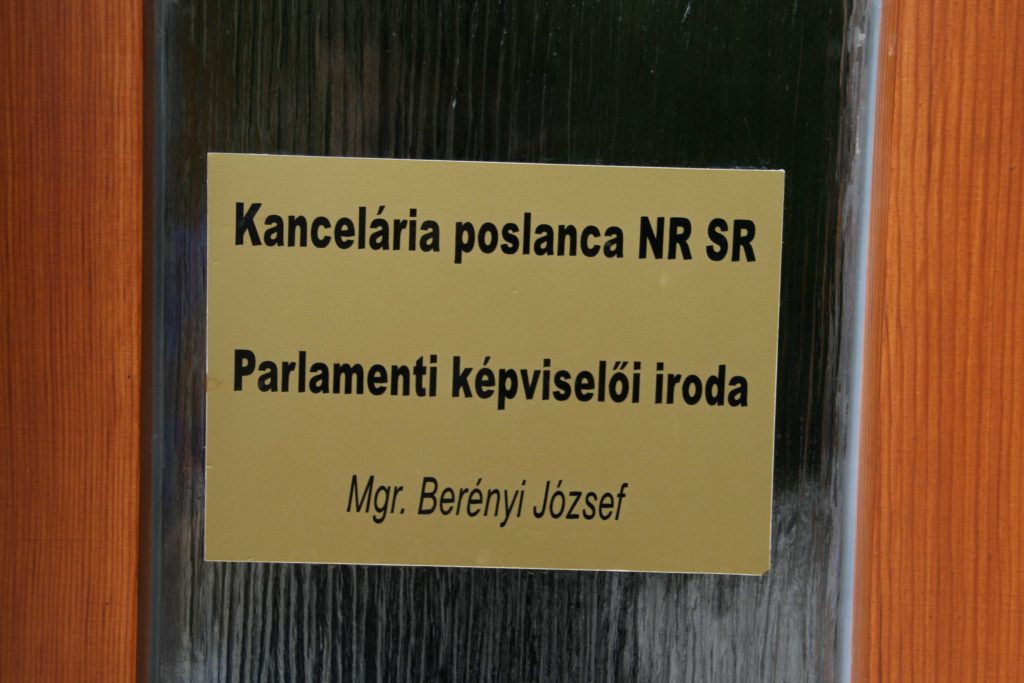 Kancelária poslanca NR SR
Parlamenti képviselői iroda
Mgr. Berényi József